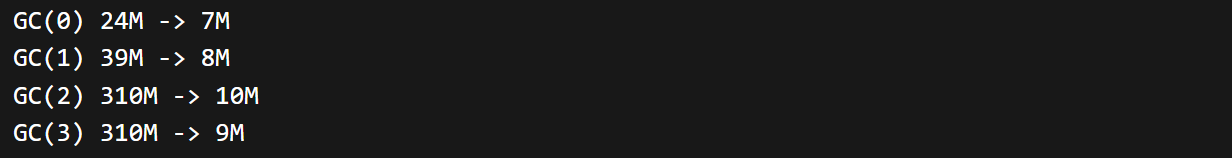 GC(0) 24M -> 7M
GC(1) 39M -> 8M
GC(2) 310M -> 10M
GC(3) 310M -> 9M